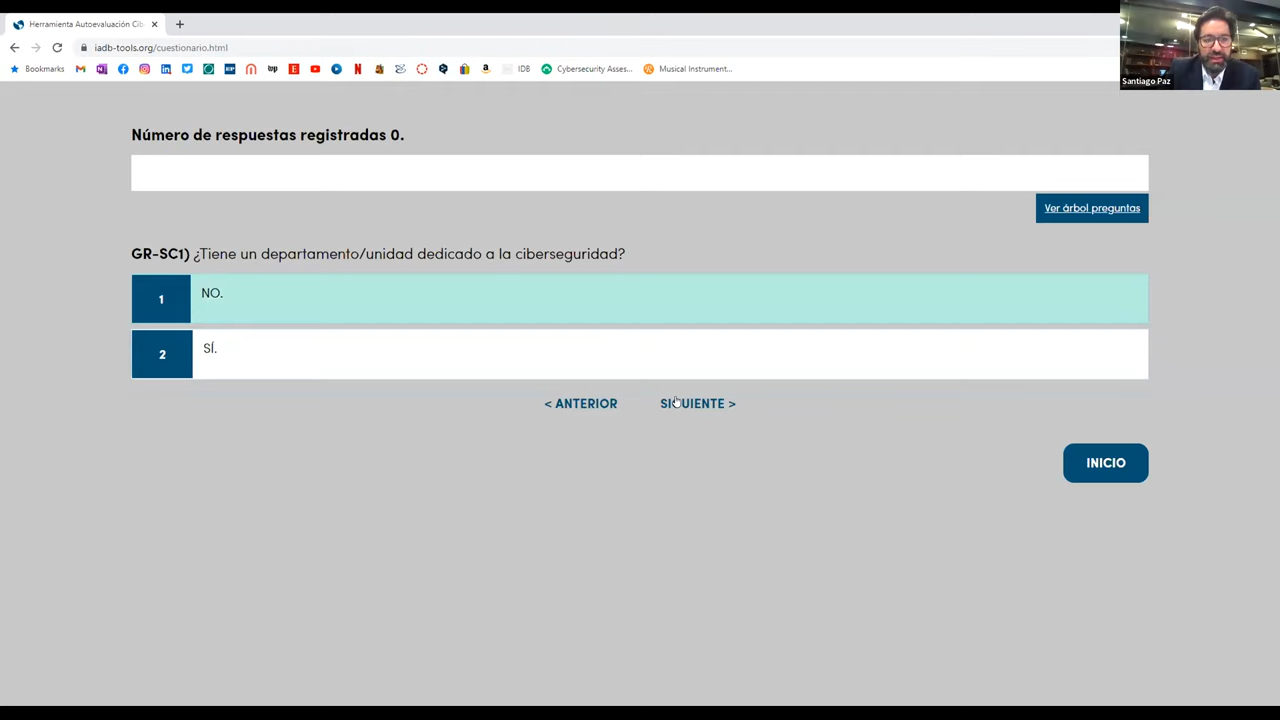 Herramienta Autoevaluación Cib
iadb-tools.org/cuestionario.html
Bookmarks
IDB
Cybersecurity Asses...
Musical Instrument...
Santiago Paz
Número de respuestas registradas 0.
Ver árbol preguntas
GR-SC1) ¿Tiene un departamento/unidad dedicado a la ciberseguridad?
1 NO.
2 SÍ.
< ANTERIOR SIGUIENTE >
INICIO